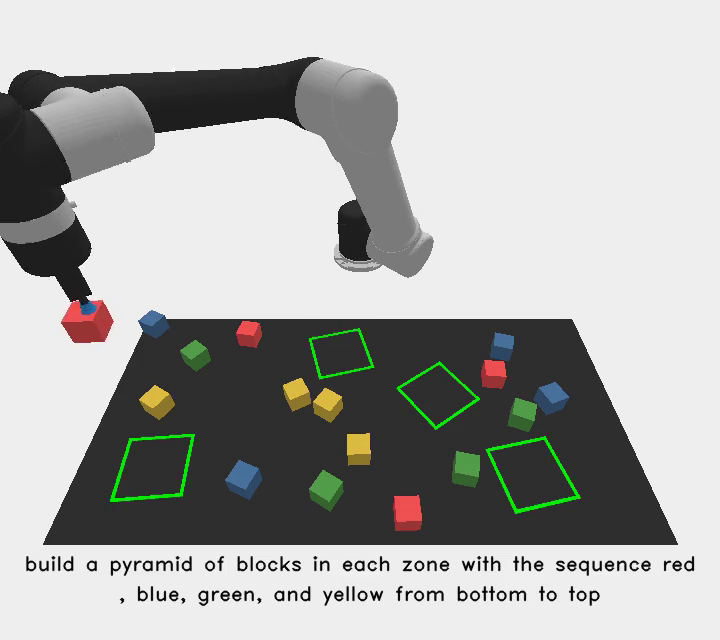 build a pyramid of blocks in each zone with the sequence red
, blue, green, and yellow from bottom to top